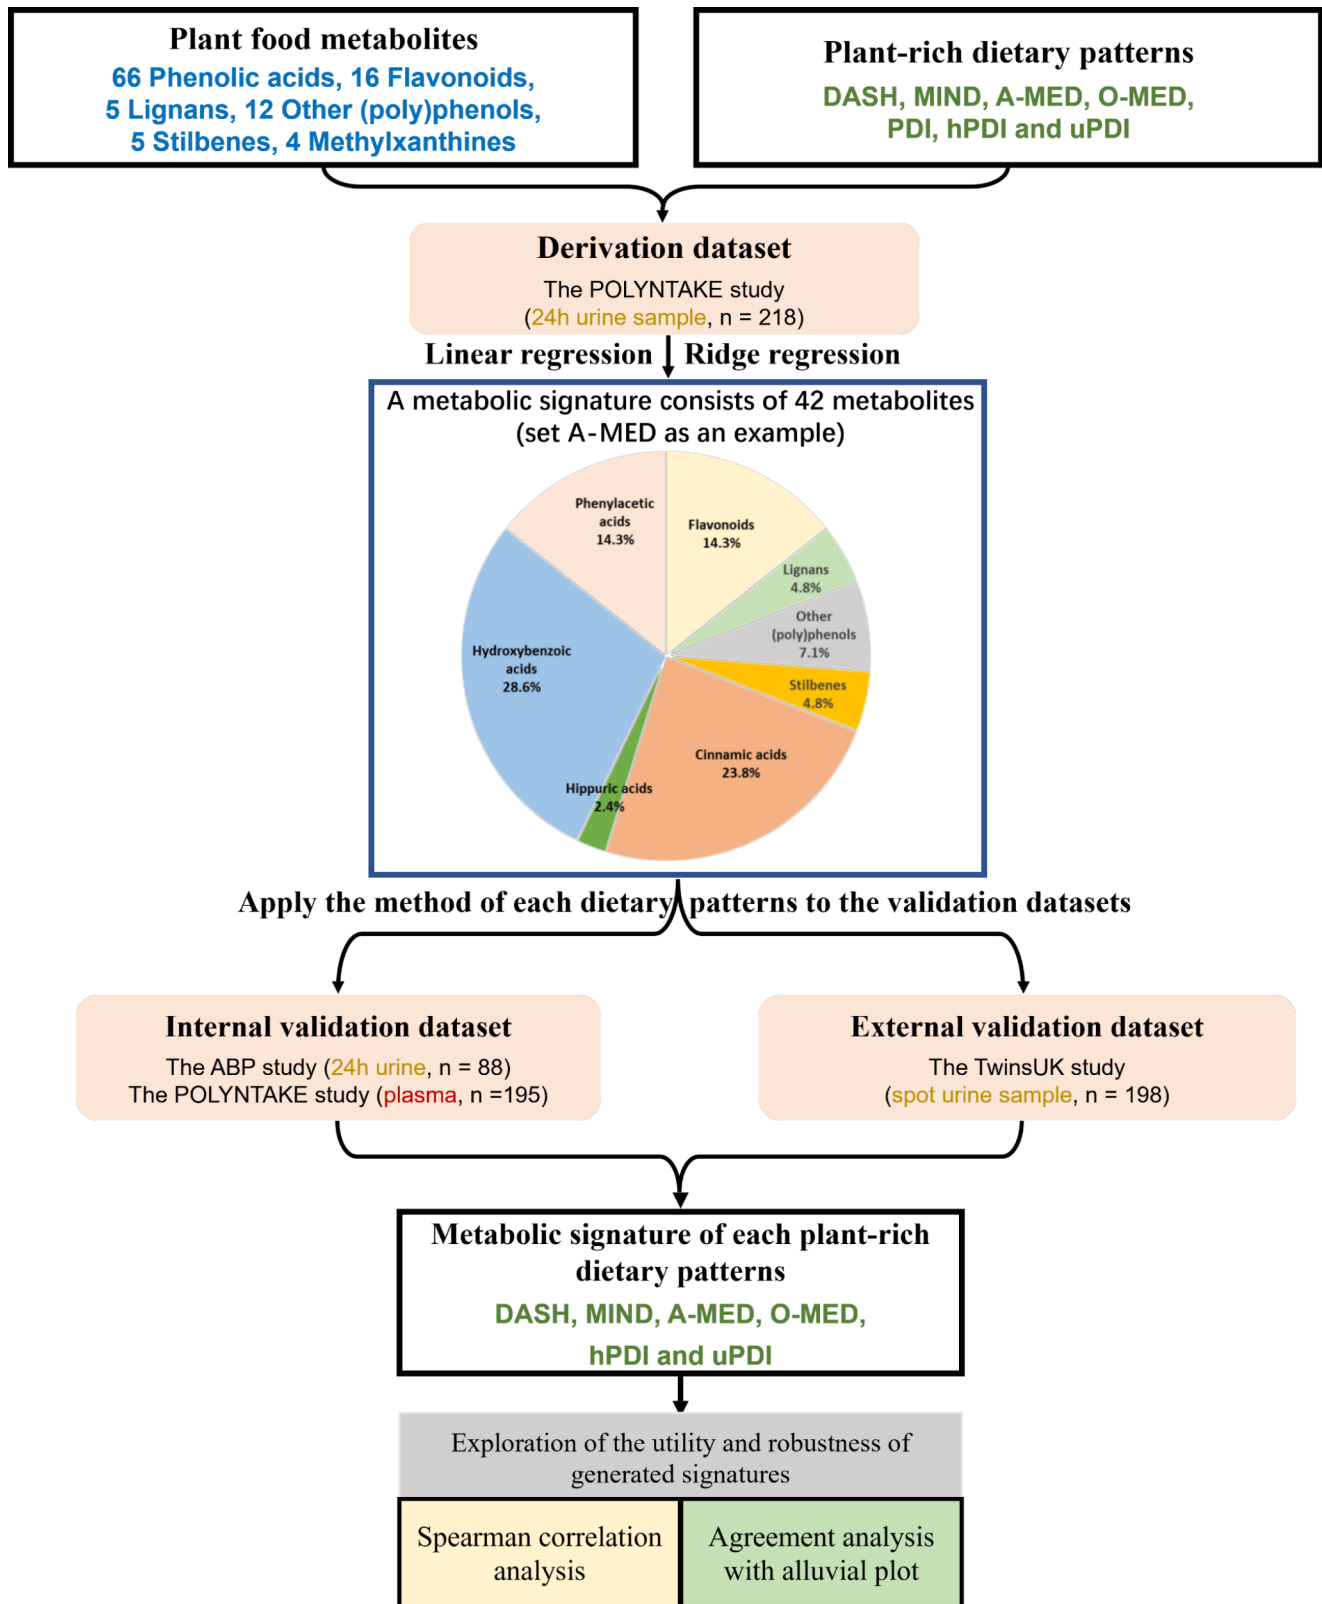 Plant food metabolites
66 Phenolic acids, 16 Flavonoids,
5 Lignans, 12 Other (poly)phenols,
5 Stilbenes, 4 Methylxanthines
Plant-rich dietary patterns
DASH, MIND, A-MED, O-MED,
PDI, hPDI and uPDI
Derivation dataset
The POLYNTAKE study
(24h urine sample, n = 218)
Linear regression
Ridge regression
A metabolic signature consists of 42 metabolites
(set A-MED as an example)
Phenylacetic
acids
14.3%
Flavonoids
14.3%
Lignans
4.8%
Other
(poly)phenols
7.1%
Stilbenes
4.8%
Cinnamic acids
23.8%
Hippuric acids
2.4%
Hydroxybenzoic
acids
28.6%
Apply the method of each dietary patterns to the validation datasets
Internal validation dataset
The ABP study (24h urine, n = 88)
The POLYNTAKE study (plasma, n =195)
External validation dataset
The TwinsUK study
(spot urine sample, n = 198)
Metabolic signature of each plant-rich
dietary patterns
DASH, MIND, A-MED, O-MED,
hPDI and uPDI
Exploration of the utility and robustness of
generated signatures
Spearman correlation
analysis
Agreement analysis
with alluvial plot